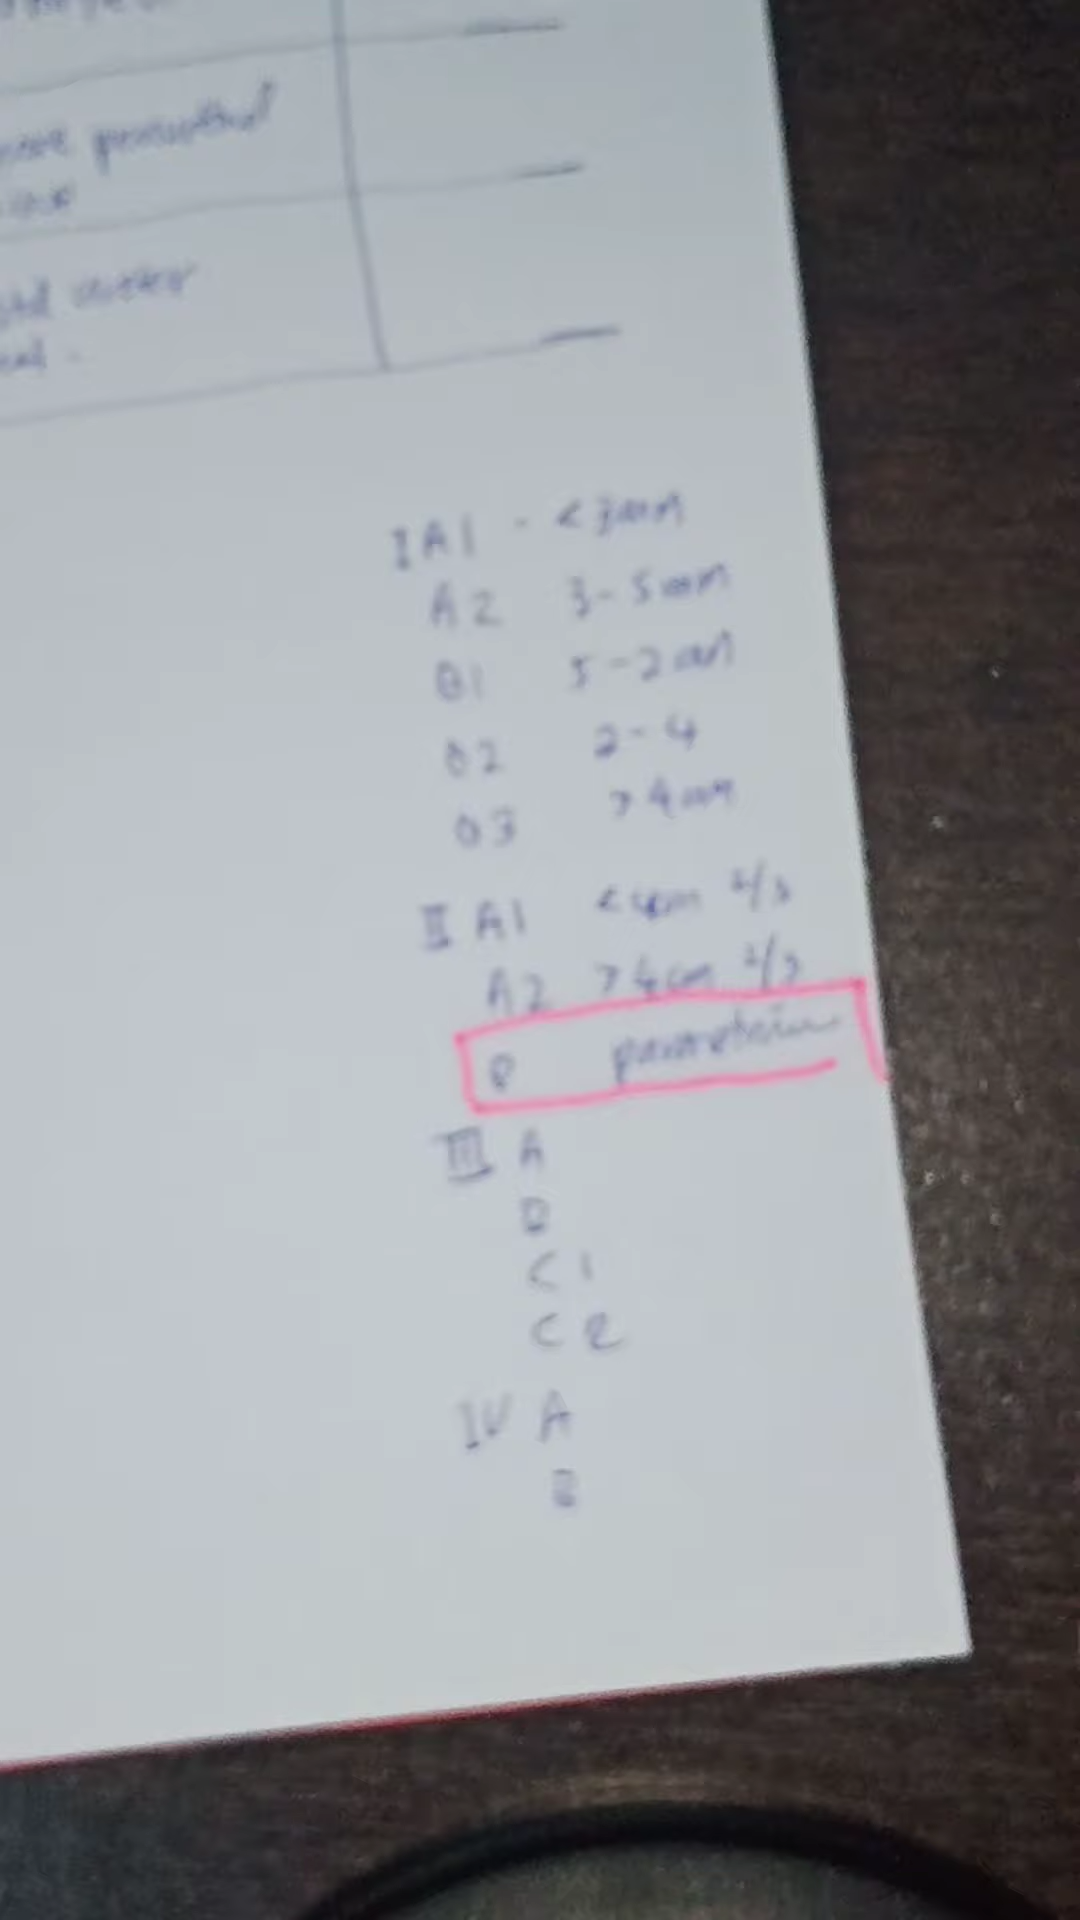 IA1 - <3mm
A2 3-5mm
B1 5-2cm
B2 2-4
B3 >4cm
II A1 <4cm 2/3
A2 >4cm 2/3
B parametrium
III A
B
C1
C2
IV A
B